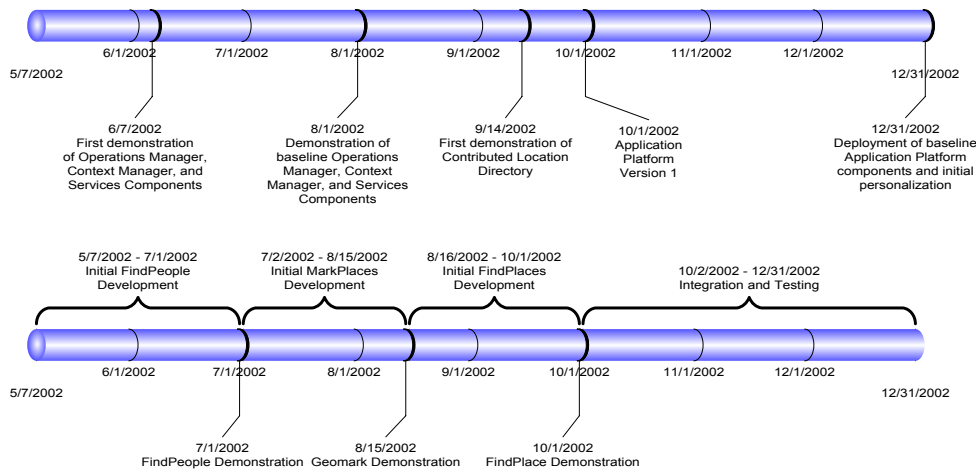 5/7/2002
6/1/2002
7/1/2002
8/1/2002
9/1/2002
10/1/2002
11/1/2002
12/1/2002
12/31/2002
6/7/2002
First demonstration
of Operations Manager,
Context Manager, and
Services Components
8/1/2002
Demonstration of
baseline Operations
Manager, Context
Manager, and Services
Components
9/14/2002
First demonstration of
Contributed Location
Directory
10/1/2002
Application
Platform
Version 1
12/31/2002
Deployment of baseline
Application Platform
components and initial
personalization
5/7/2002 - 7/1/2002
Initial FindPeople
Development
7/2/2002 - 8/15/2002
Initial MarkPlaces
Development
8/16/2002 - 10/1/2002
Initial FindPlaces
Development
10/2/2002 - 12/31/2002
Integration and Testing
5/7/2002
6/1/2002
7/1/2002
8/1/2002
9/1/2002
10/1/2002
11/1/2002
12/1/2002
12/31/2002
7/1/2002
FindPeople Demonstration
8/15/2002
Geomark Demonstration
10/1/2002
FindPlace Demonstration